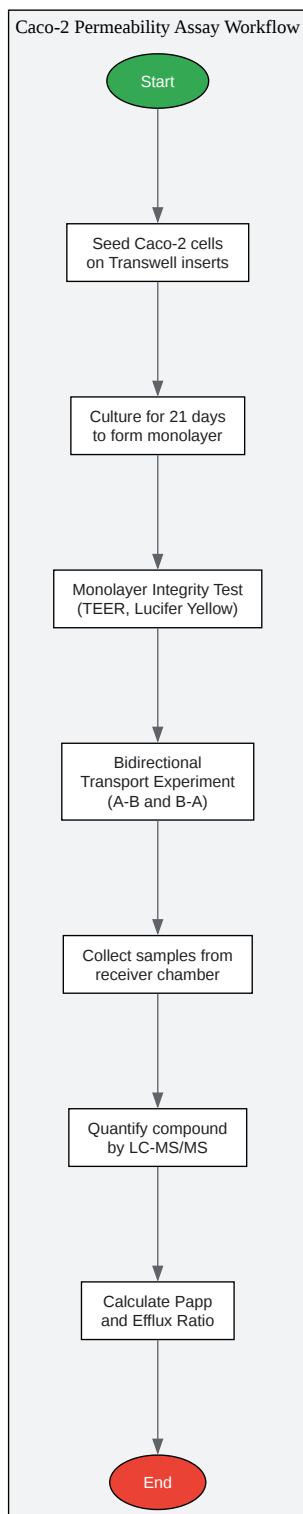 Caco-2 Permeability Assay Workflow
Start
Seed Caco-2 cells
on Transwell inserts
Culture for 21 days
to form monolayer
Monolayer Integrity Test
(TEER, Lucifer Yellow)
Bidirectional
Transport Experiment
(A-B and B-A)
Collect samples from
receiver chamber
Quantify compound
by LC-MS/MS
Calculate Papp
and Efflux Ratio
End